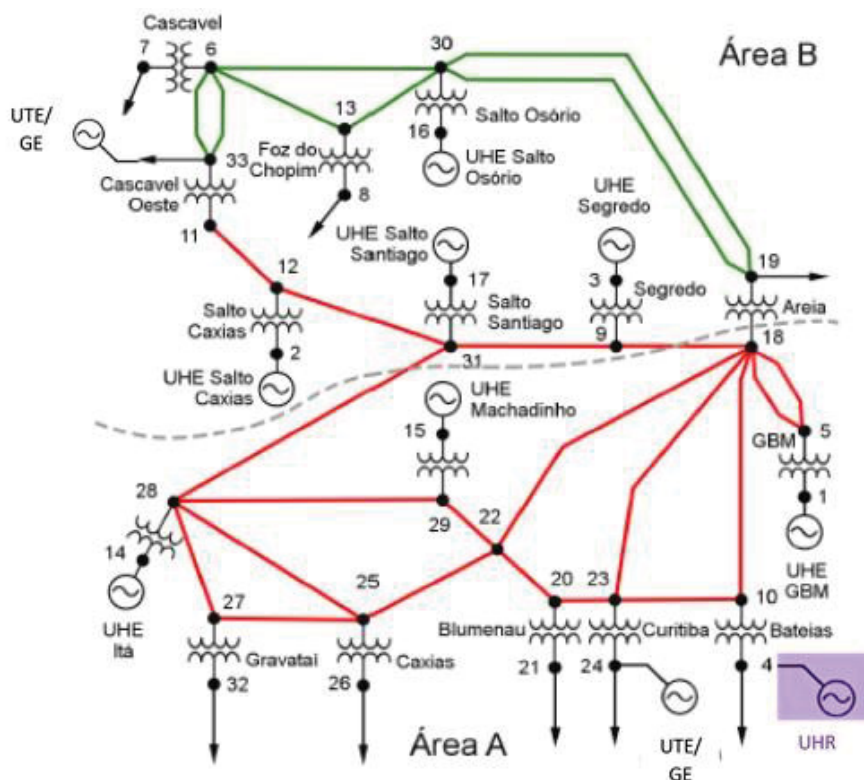 Cascavel
7
6
30
Área B
UTE/
GE
13
16
Salto Osório
UHE Salto
Osório
33
Foz do
Chopim
8
Cascavel
Oeste
11
UHE
Segredo
UHE Salto
Santiago
12
17
3
Segredo
19
Areia
Salto
Caxias
Salto
Santiago
9
18
2
31
UHE Salto
Caxias
UHE
Machadinho
15
GBM
5
28
29
22
1
14
UHE
Itá
27
25
20
23
10
UHE
GBM
Gravatai
Caxias
Blumenau
Curitiba
Bateias
32
26
21
24
4
Área A
UTE/
GE
UHR